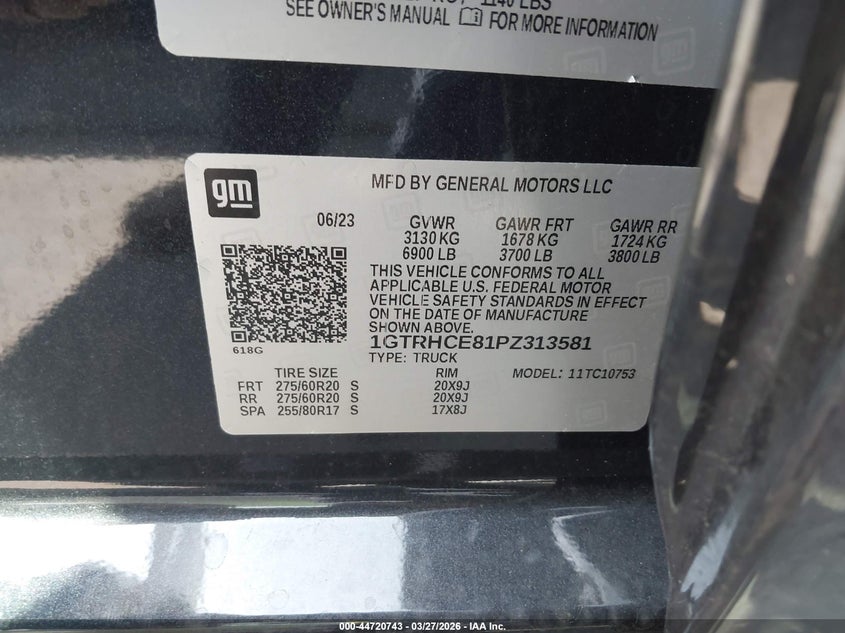 1140 LBS
SEE OWNER'S MANUAL FOR MORE INFORMATION
gm
MFD BY GENERAL MOTORS LLC
06/23 GVWR GAWR FRT GAWR RR
3130 KG 1678 KG 1724 KG
6900 LB 3700 LB 3800 LB
THIS VEHICLE CONFORMS TO ALL
APPLICABLE U.S. FEDERAL MOTOR
VEHICLE SAFETY STANDARDS IN EFFECT
ON THE DATE OF MANUFACTURE
SHOWN ABOVE.
618G
1GTRHCE81PZ313581
TYPE: TRUCK
TIRE SIZE RIM MODEL: 11TC10753
FRT 275/60R20 S 20X9J
RR 275/60R20 S 20X9J
SPA 255/80R17 S 17X8J
000-44720743 - 03/27/2026 - IAA Inc.